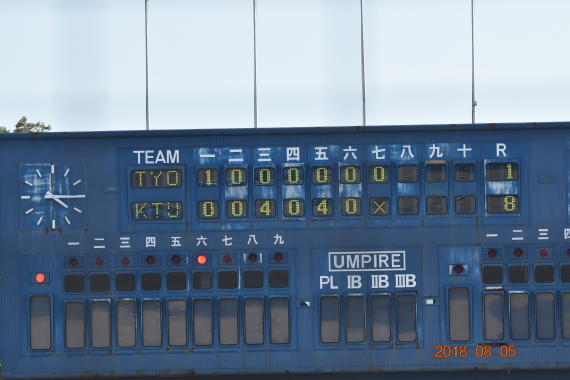 TEAM 一 二 三 四 五 六 七 八 九 十 R
TYO 1 0 0 0 0 0 0 1
KTU 0 0 4 0 4 0 X 8
一 二 三 四 五 六 七 八 九
一 二 三 四
UMPIRE
PL ⅠB ⅡB ⅢB
2018 08 05